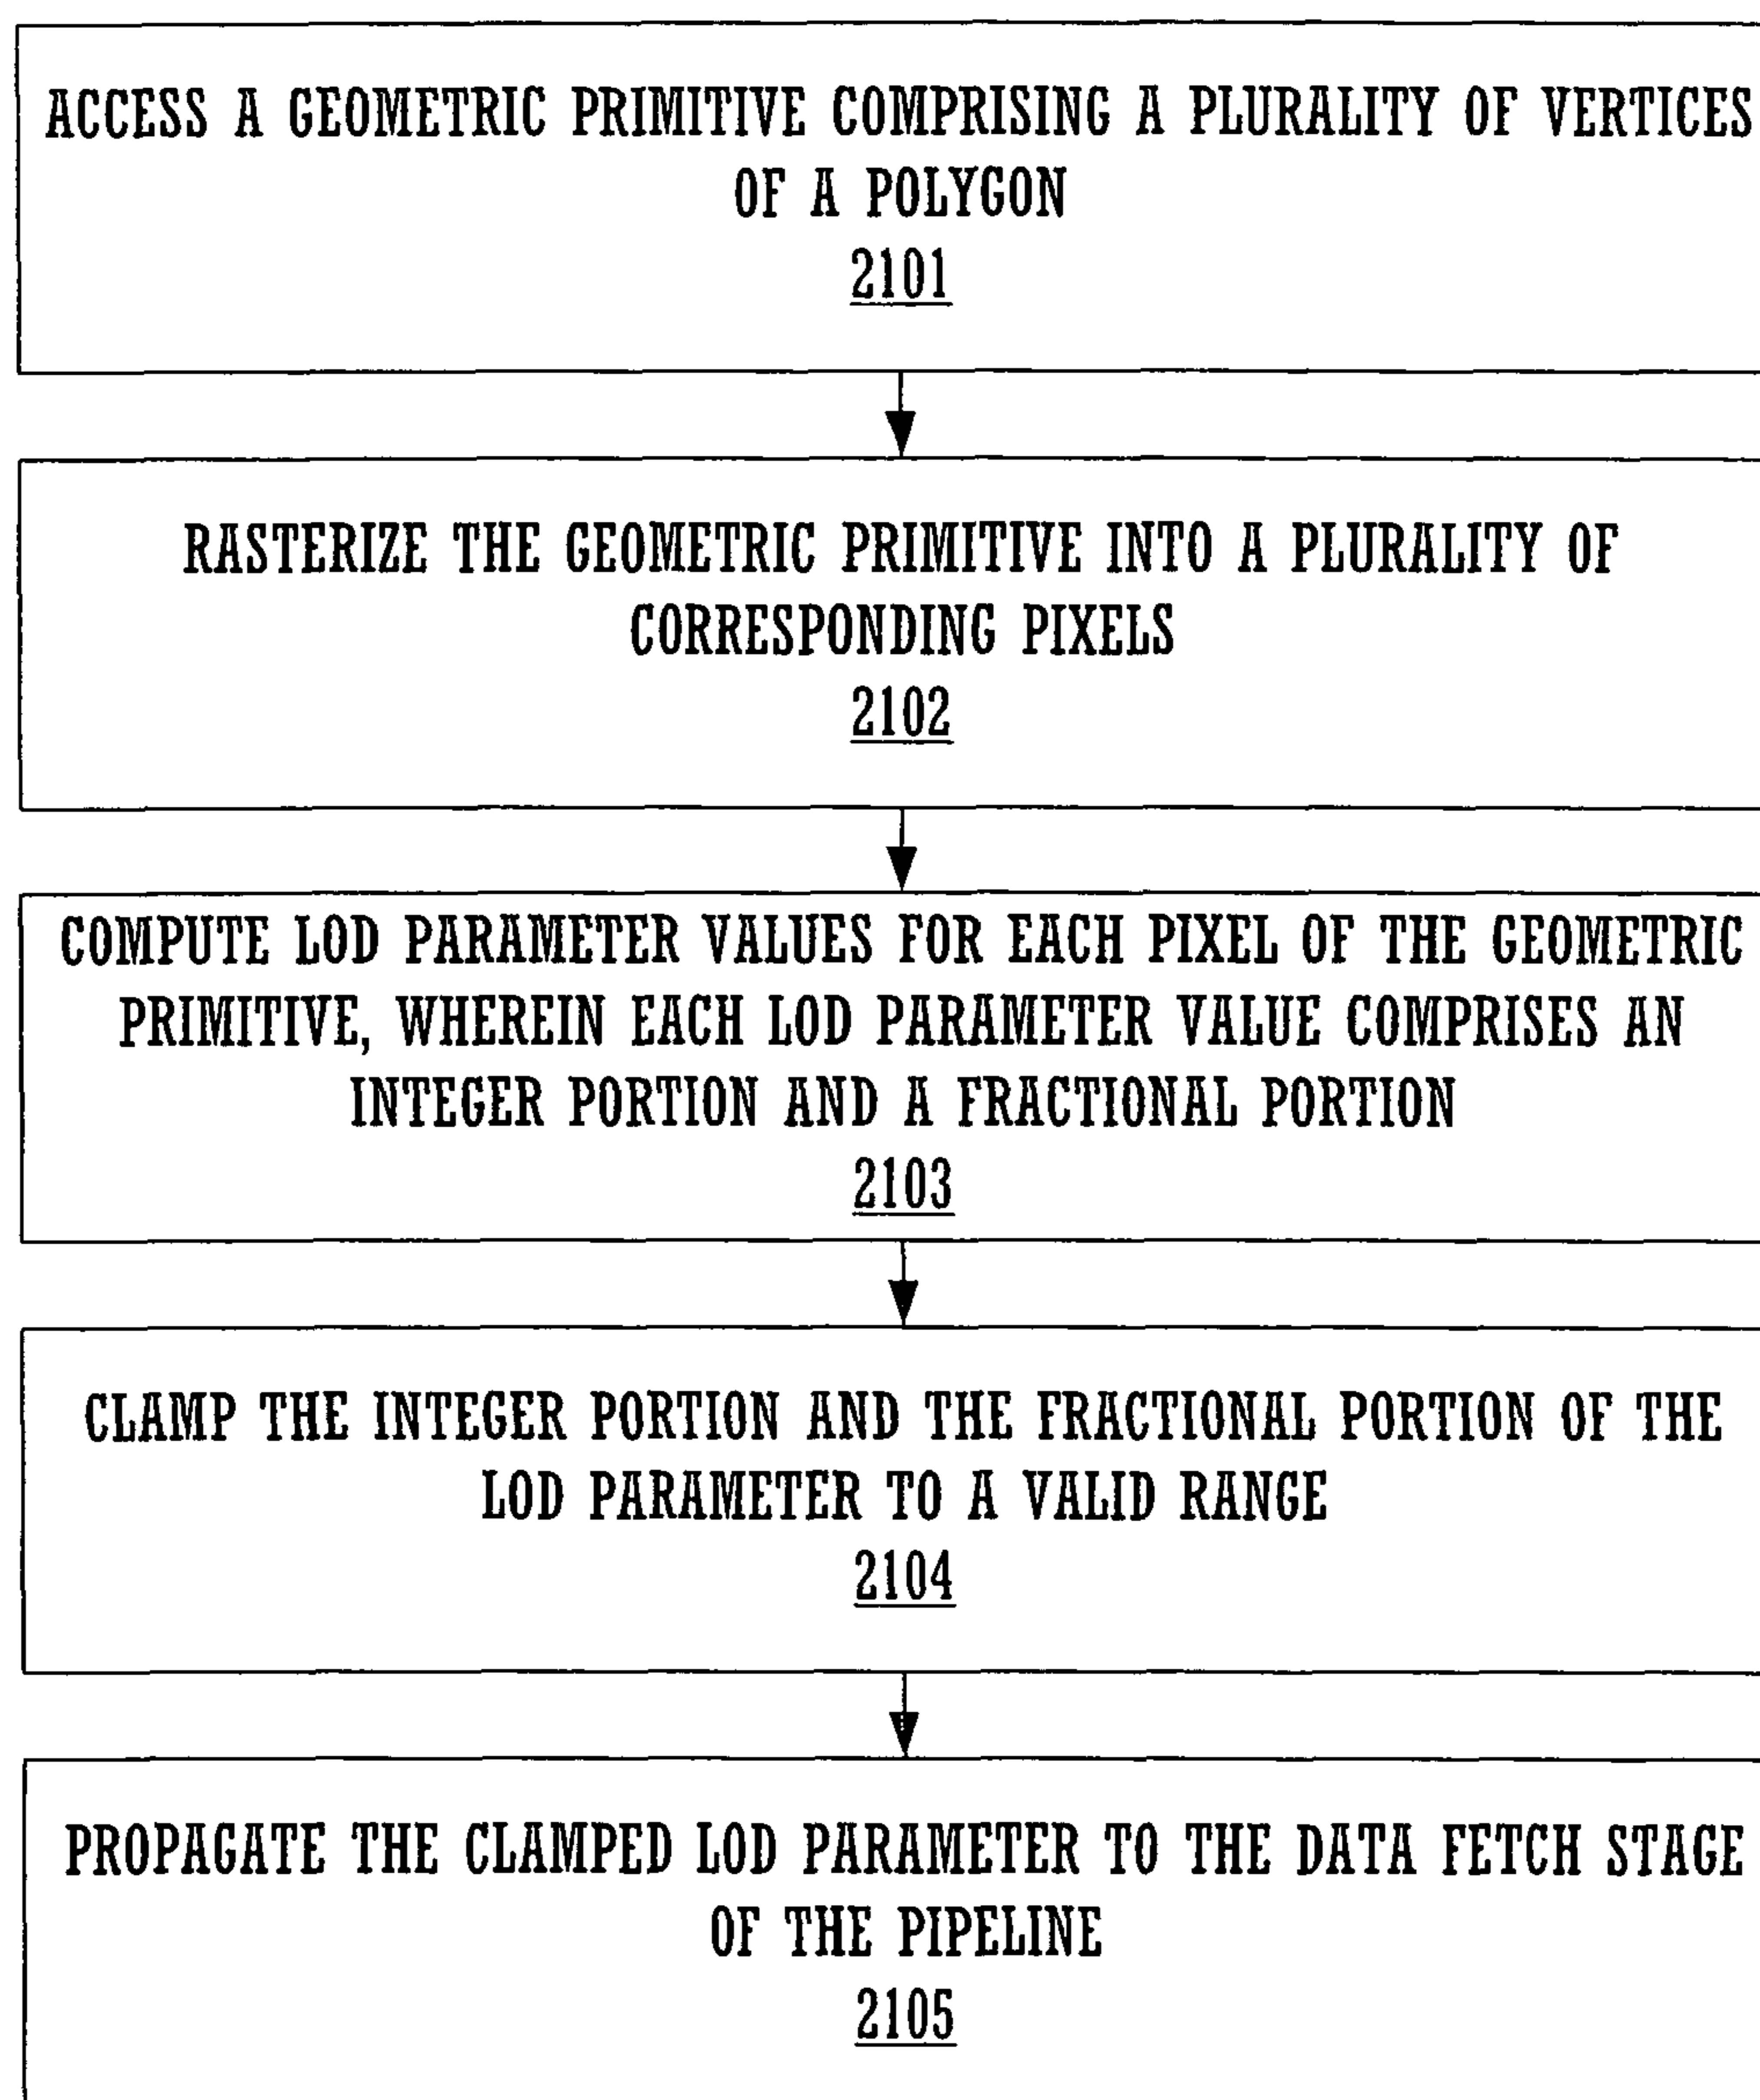 ACCESS A GEOMETRIC PRIMITIVE COMPRISING A PLURALITY OF VERTICES
OF A POLYGON
2101
RASTERIZE THE GEOMETRIC PRIMITIVE INTO A PLURALITY OF
CORRESPONDING PIXELS
2102
COMPUTE LOD PARAMETER VALUES FOR EACH PIXEL OF THE GEOMETRIC
PRIMITIVE, WHEREIN EACH LOD PARAMETER VALUE COMPRISES AN
INTEGER PORTION AND A FRACTIONAL PORTION
2103
CLAMP THE INTEGER PORTION AND THE FRACTIONAL PORTION OF THE
LOD PARAMETER TO A VALID RANGE
2104
PROPAGATE THE CLAMPED LOD PARAMETER TO THE DATA FETCH STAGE
OF THE PIPELINE
2105